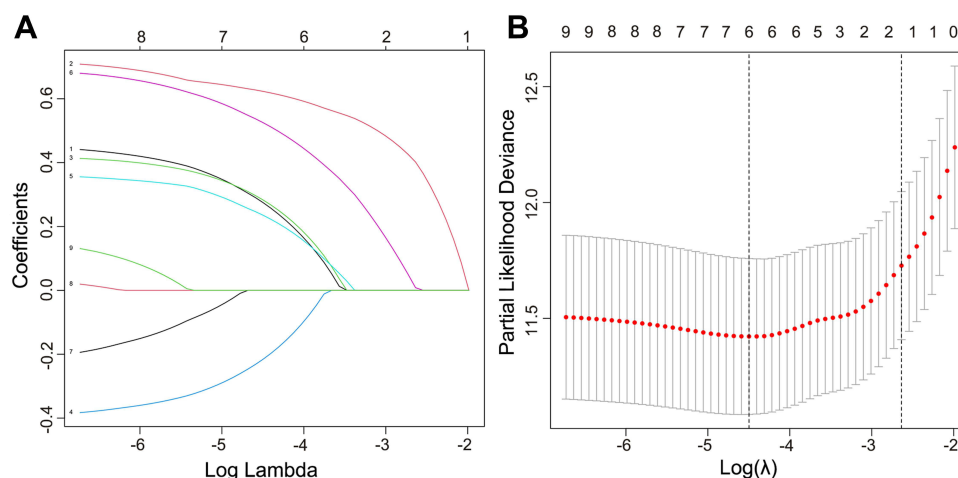 A
8 7 6 2 1
Coefficients
0.6
0.4
0.2
0.0
-0.2
-0.4
2
6
1
3
5
9
8
7
4
-6 -5 -4 -3 -2
Log Lambda
B
9 9 8 8 8 7 7 7 6 6 6 5 3 2 2 1 1 0
Partial Likelihood Deviance
12.5
12.0
11.5
-6 -5 -4 -3 -2
Log(λ)